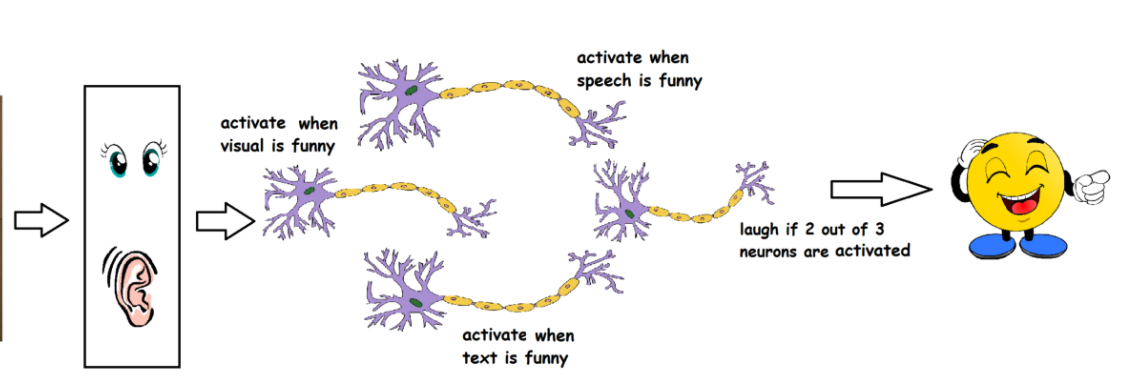 activate when
speech is funny
activate when
visual is funny
laugh if 2 out of 3
neurons are activated
activate when
text is funny